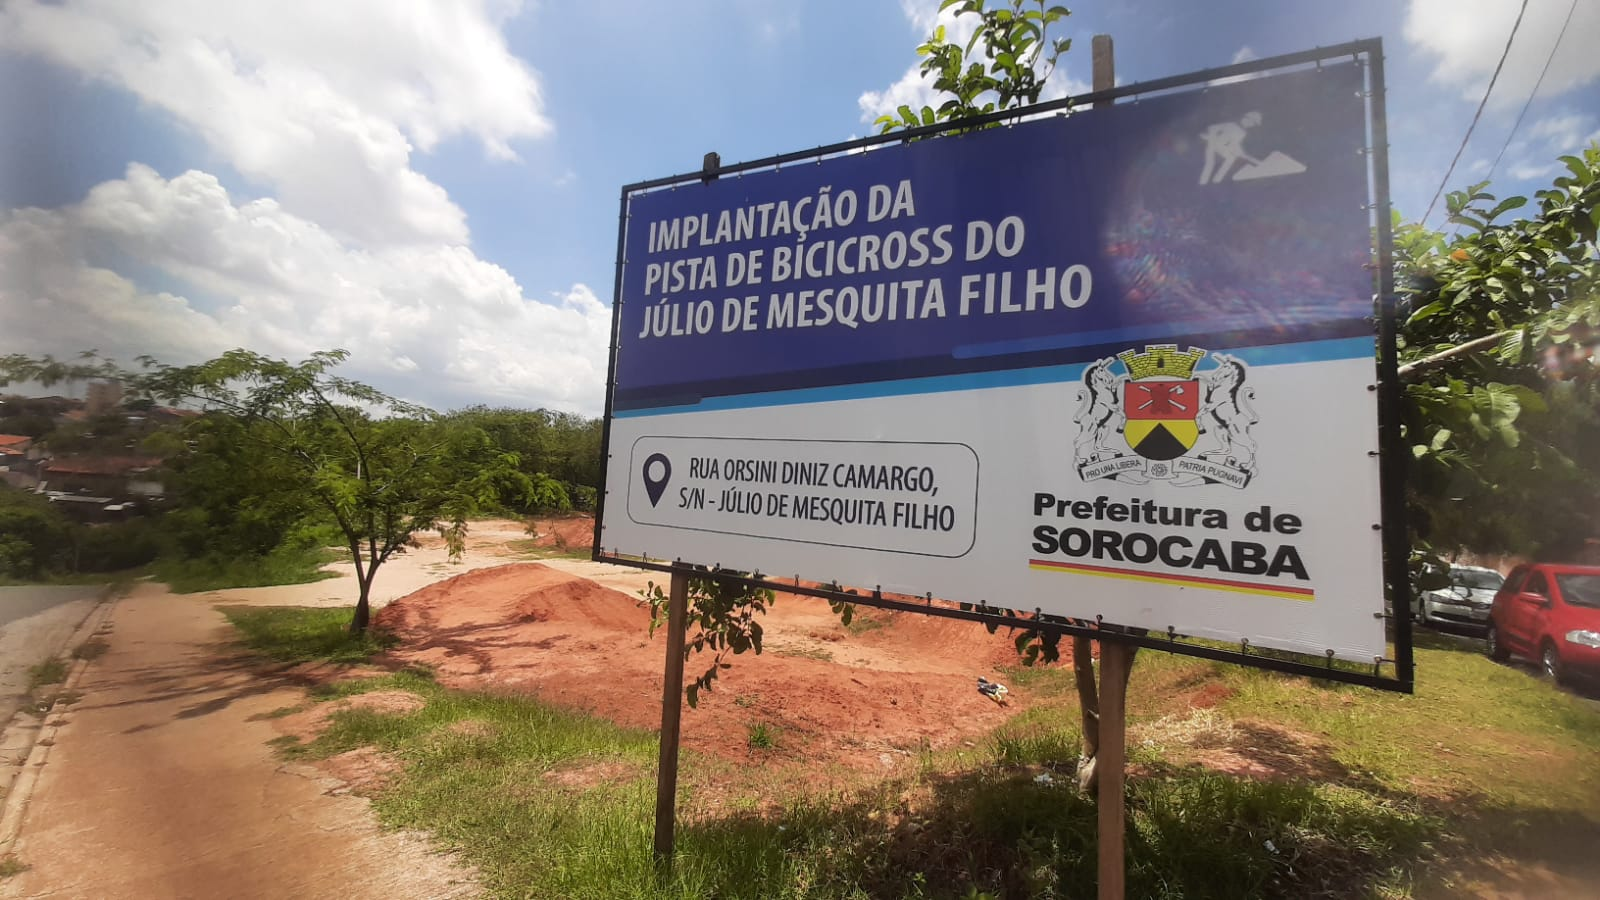 IMPLANTAÇÃO DA
PISTA DE BICICROSS DO
JÚLIO DE MESQUITA FILHO
RUA ORSINI DINIZ CAMARGO,
S/N - JÚLIO DE MESQUITA FILHO
PRO UNA LIBERA PATRIA PUGNAVI
Prefeitura de
SOROCABA